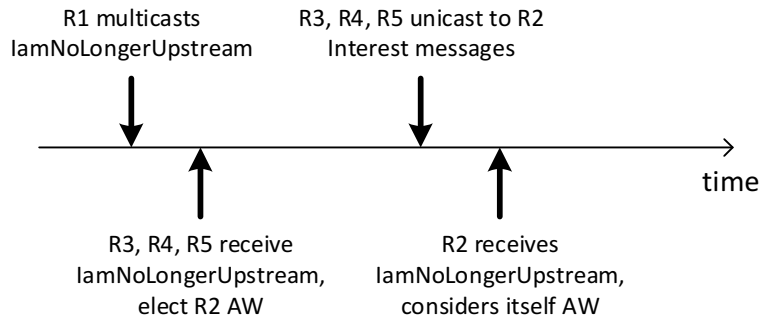 R1 multicasts
IamNoLongerUpstream
R3, R4, R5 unicast to R2
Interest messages
time
R3, R4, R5 receive
IamNoLongerUpstream,
elect R2 AW
R2 receives
IamNoLongerUpstream,
considers itself AW